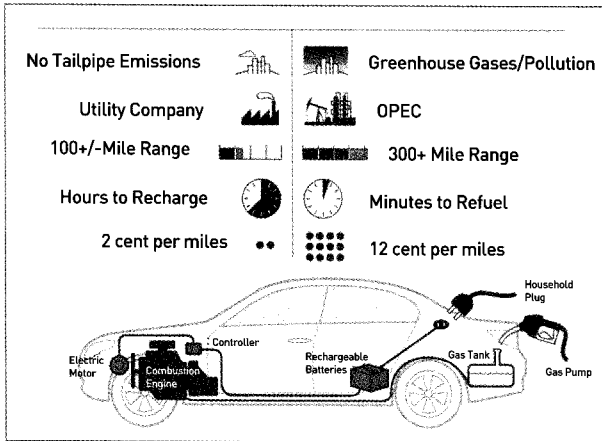 No Tailpipe Emissions
Greenhouse Gases/Pollution
Utility Company
OPEC
100+/-Mile Range
300+ Mile Range
Hours to Recharge
Minutes to Refuel
2 cent per miles
12 cent per miles
Household
Plug
Controller
Electric
Motor
Combustion
Engine
Rechargeable
Batteries
Gas Tank
Gas Pump